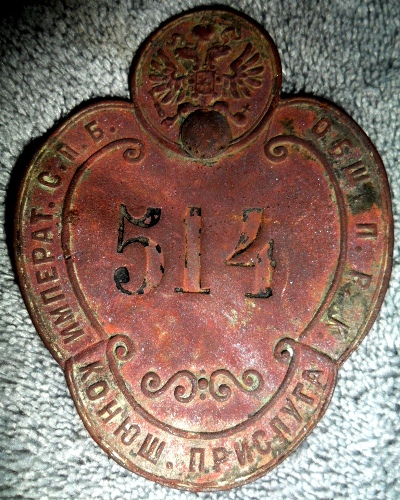 ИМПЕРАТ. С. П. Б.
ОБЩ. П. Р. К
514
КОНЮШ. ПРИСЛУГА